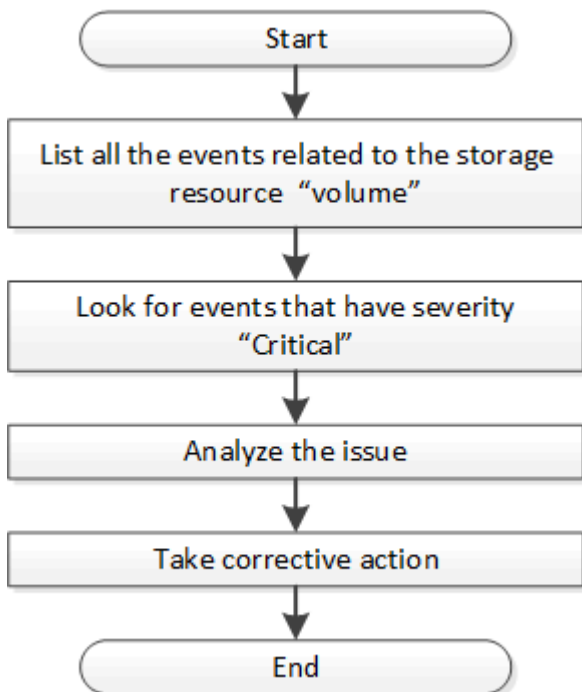 Start
List all the events related to the storage
resource  “volume”
Look for events that have severity
“Critical”
Analyze the issue
Take corrective action
End